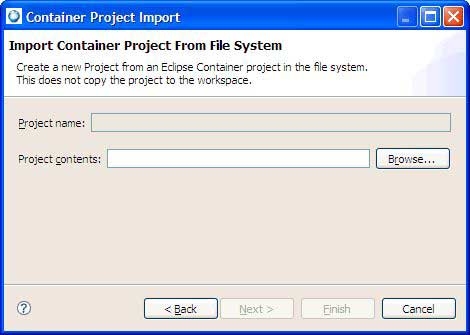 Container Project Import
Import Container Project From File System
Create a new Project from an Eclipse Container project in the file system.
This does not copy the project to the workspace.
Project name:
Project contents:
Browse...
< Back
Next >
Finish
Cancel